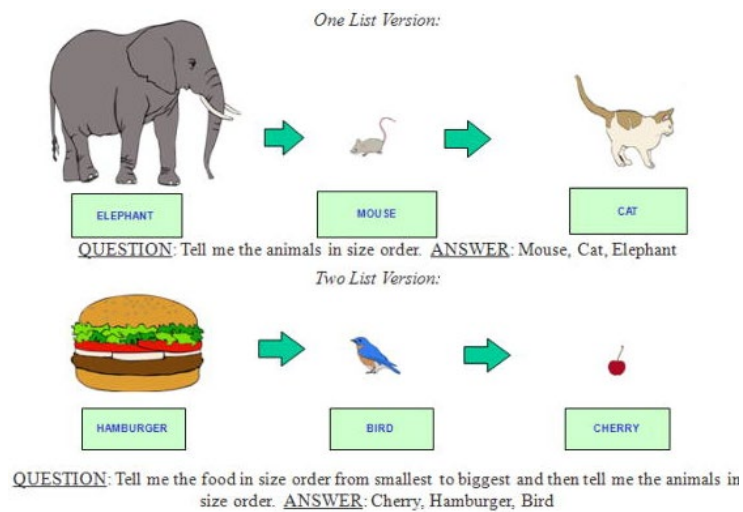 One List Version:
ELEPHANT
MOUSE
CAT
QUESTION: Tell me the animals in size order. ANSWER: Mouse, Cat, Elephant
Two List Version:
HAMBURGER
BIRD
CHERRY
QUESTION: Tell me the food in size order from smallest to biggest and then tell me the animals in
size order. ANSWER: Cherry, Hamburger, Bird